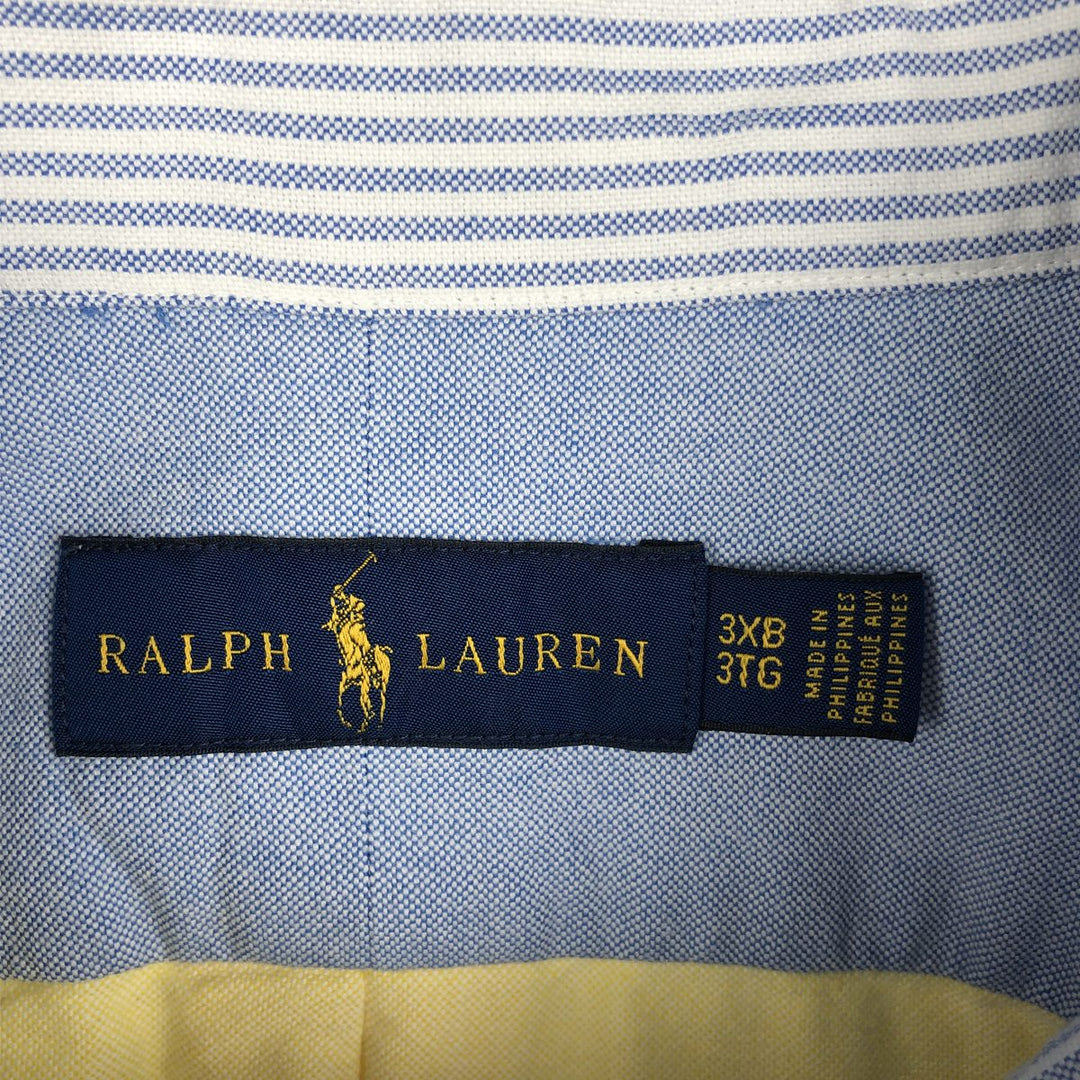 RALPH LAUREN
3XB
3TG
MADE IN
PHILIPPINES
FABRIQUÉ AUX
PHILIPPINES